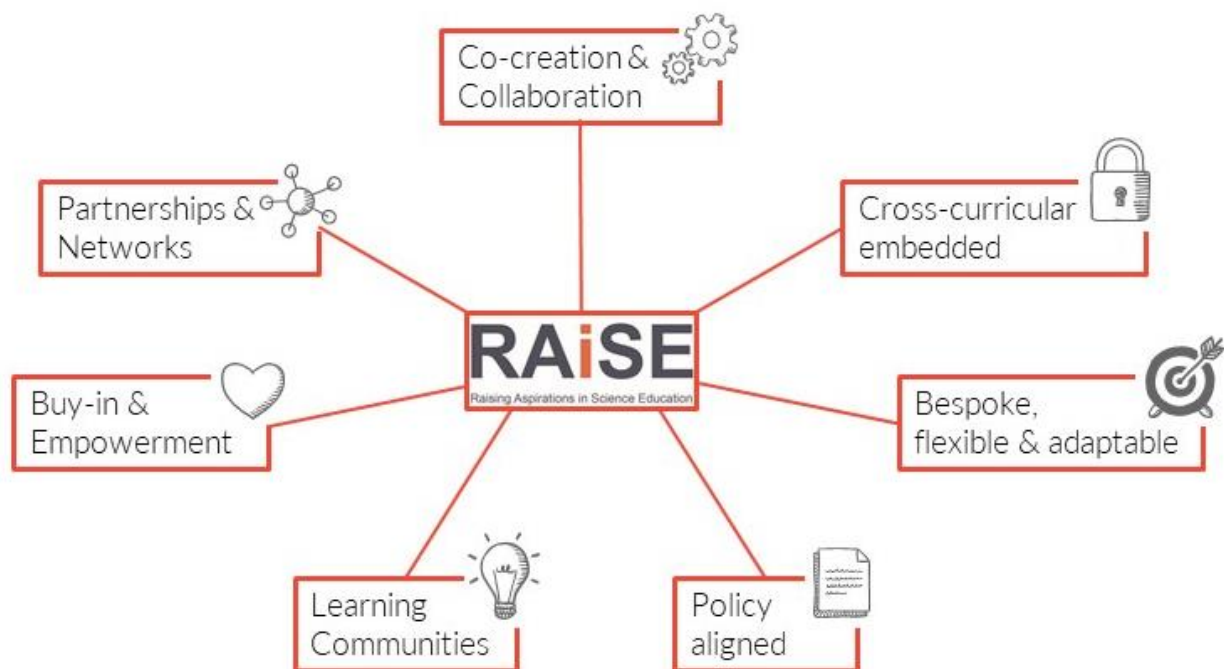 Co-creation &
Collaboration
Partnerships &
Networks
Cross-curricular
embedded
RAiSE
Raising Aspirations in Science Education
Buy-in &
Empowerment
Bespoke,
flexible & adaptable
Learning
Communities
Policy
aligned